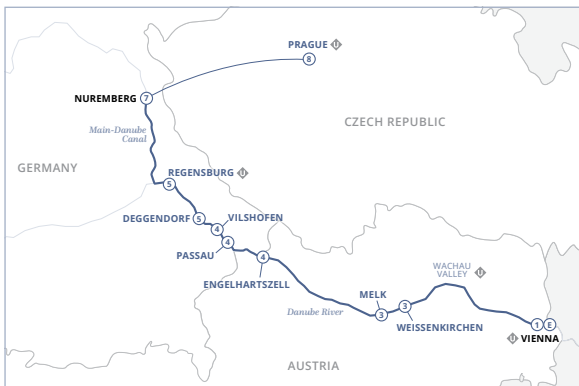 PRAGUE U
8
NUREMBERG 7
Main-Danube
Canal
CZECH REPUBLIC
GERMANY
REGENSBURG U
5
DEGGENDORF 5
VILSHOFEN
4
PASSAU
4
4
ENGELHARTSZELL
WACHAU
VALLEY U
MELK
3
3
Danube River
WEISSENKIRCHEN
1 E
U VIENNA
AUSTRIA